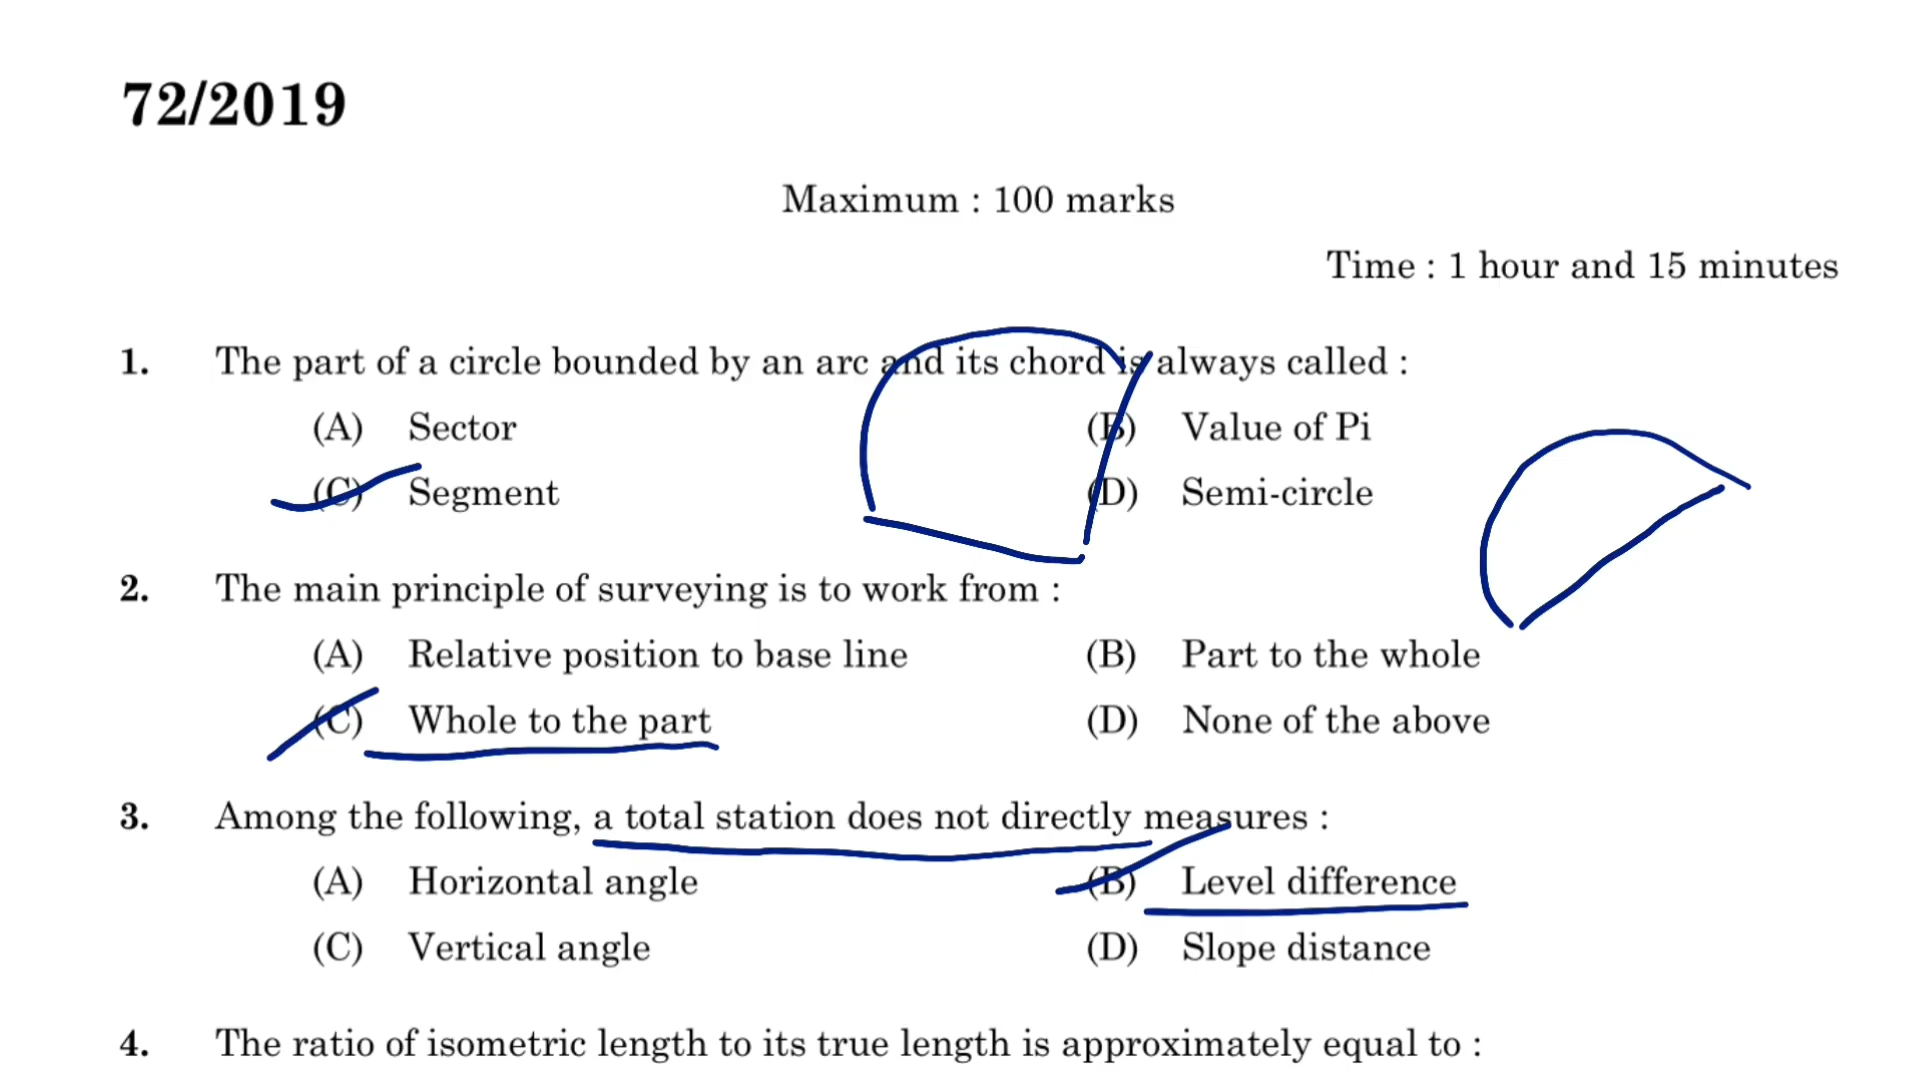 72/2019
Maximum : 100 marks
Time : 1 hour and 15 minutes
1. The part of a circle bounded by an arc and its chord is always called :
(A) Sector (B) Value of Pi
(C) Segment (D) Semi-circle
2. The main principle of surveying is to work from :
(A) Relative position to base line (B) Part to the whole
(C) Whole to the part (D) None of the above
3. Among the following, a total station does not directly measures :
(A) Horizontal angle (B) Level difference
(C) Vertical angle (D) Slope distance
4. The ratio of isometric length to its true length is approximately equal to :